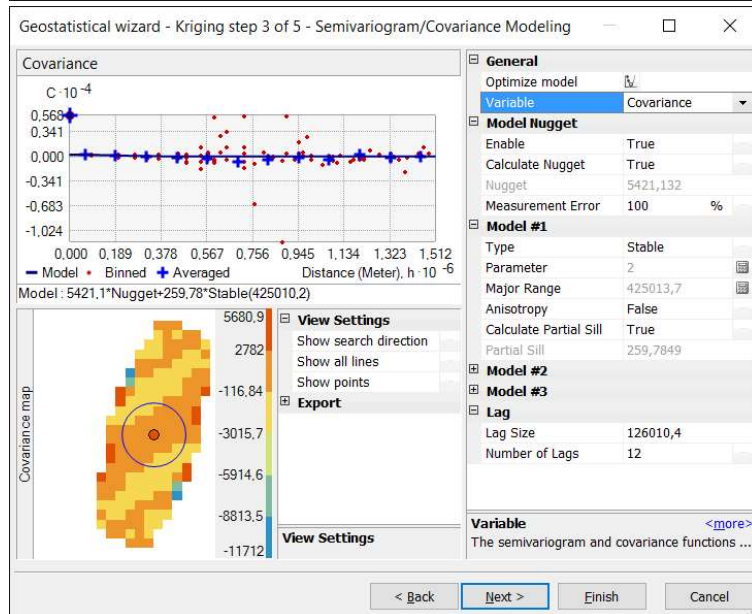 Geostatistical wizard - Kriging step 3 of 5 - Semivariogram/Covariance Modeling
Covariance
C · 10⁻⁴
0.568
0.341
0.000
-0.341
-0.683
-1.024
0.000 0.189 0.378 0.567 0.756 0.945 1,134 1,323 1,512
Model Binned Averaged Distance (Meter), h · 10⁻⁶
Model : 5421,1*Nugget+259,78*Stable(425010,2)
Covariance map
5680,9
2782
-116,84
-3015,7
-5914,6
-8813,5
-11712
View Settings
Show search direction
Show all lines
Show points
Export
View Settings
General
Optimize model
Variable Covariance
Model Nugget
Enable True
Calculate Nugget True
Nugget 5421,132
Measurement Error 100 %
Model #1
Type Stable
Parameter 2
Major Range 425013,7
Anisotropy False
Calculate Partial Sill True
Partial Sill 259,7849
Model #2
Model #3
Lag
Lag Size 126010,4
Number of Lags 12
Variable <more>
The semivariogram and covariance functions ...
< Back Next > Finish Cancel